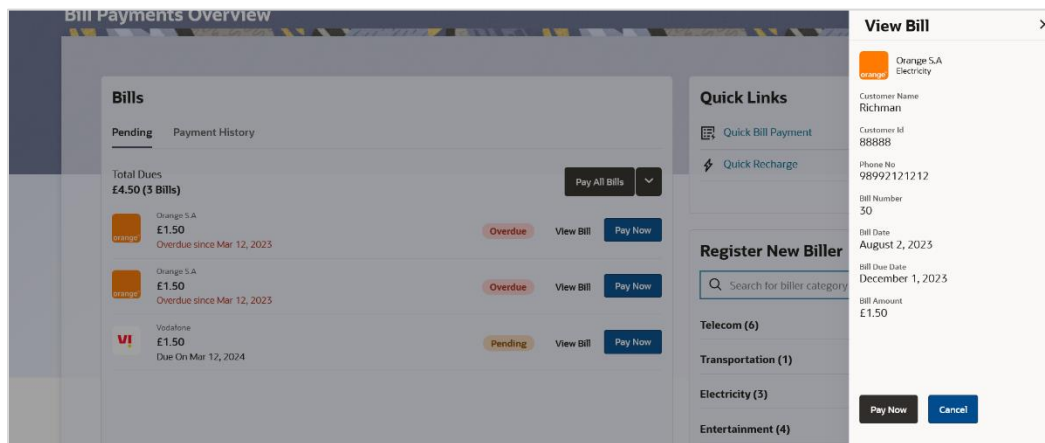 Bill Payments Overview
Bills
Pending Payment History
Total Dues
£4.50 (3 Bills)
Pay All Bills
orange
Orange S.A
£1.50
Overdue since Mar 12, 2023
Overdue View Bill Pay Now
orange
Orange S.A
£1.50
Overdue since Mar 12, 2023
Overdue View Bill Pay Now
Vodafone
£1.50
Due On Mar 12, 2024
Pending View Bill Pay Now
Quick Links
Quick Bill Payment
Quick Recharge
Register New Biller
Search for biller category
Telecom (6)
Transportation (1)
Electricity (3)
Entertainment (4)
View Bill
orange
Orange S.A
Electricity
Customer Name
Richman
Customer Id
88888
Phone No
98992121212
Bill Number
30
Bill Date
August 2, 2023
Bill Due Date
December 1, 2023
Bill Amount
£1.50
Pay Now Cancel